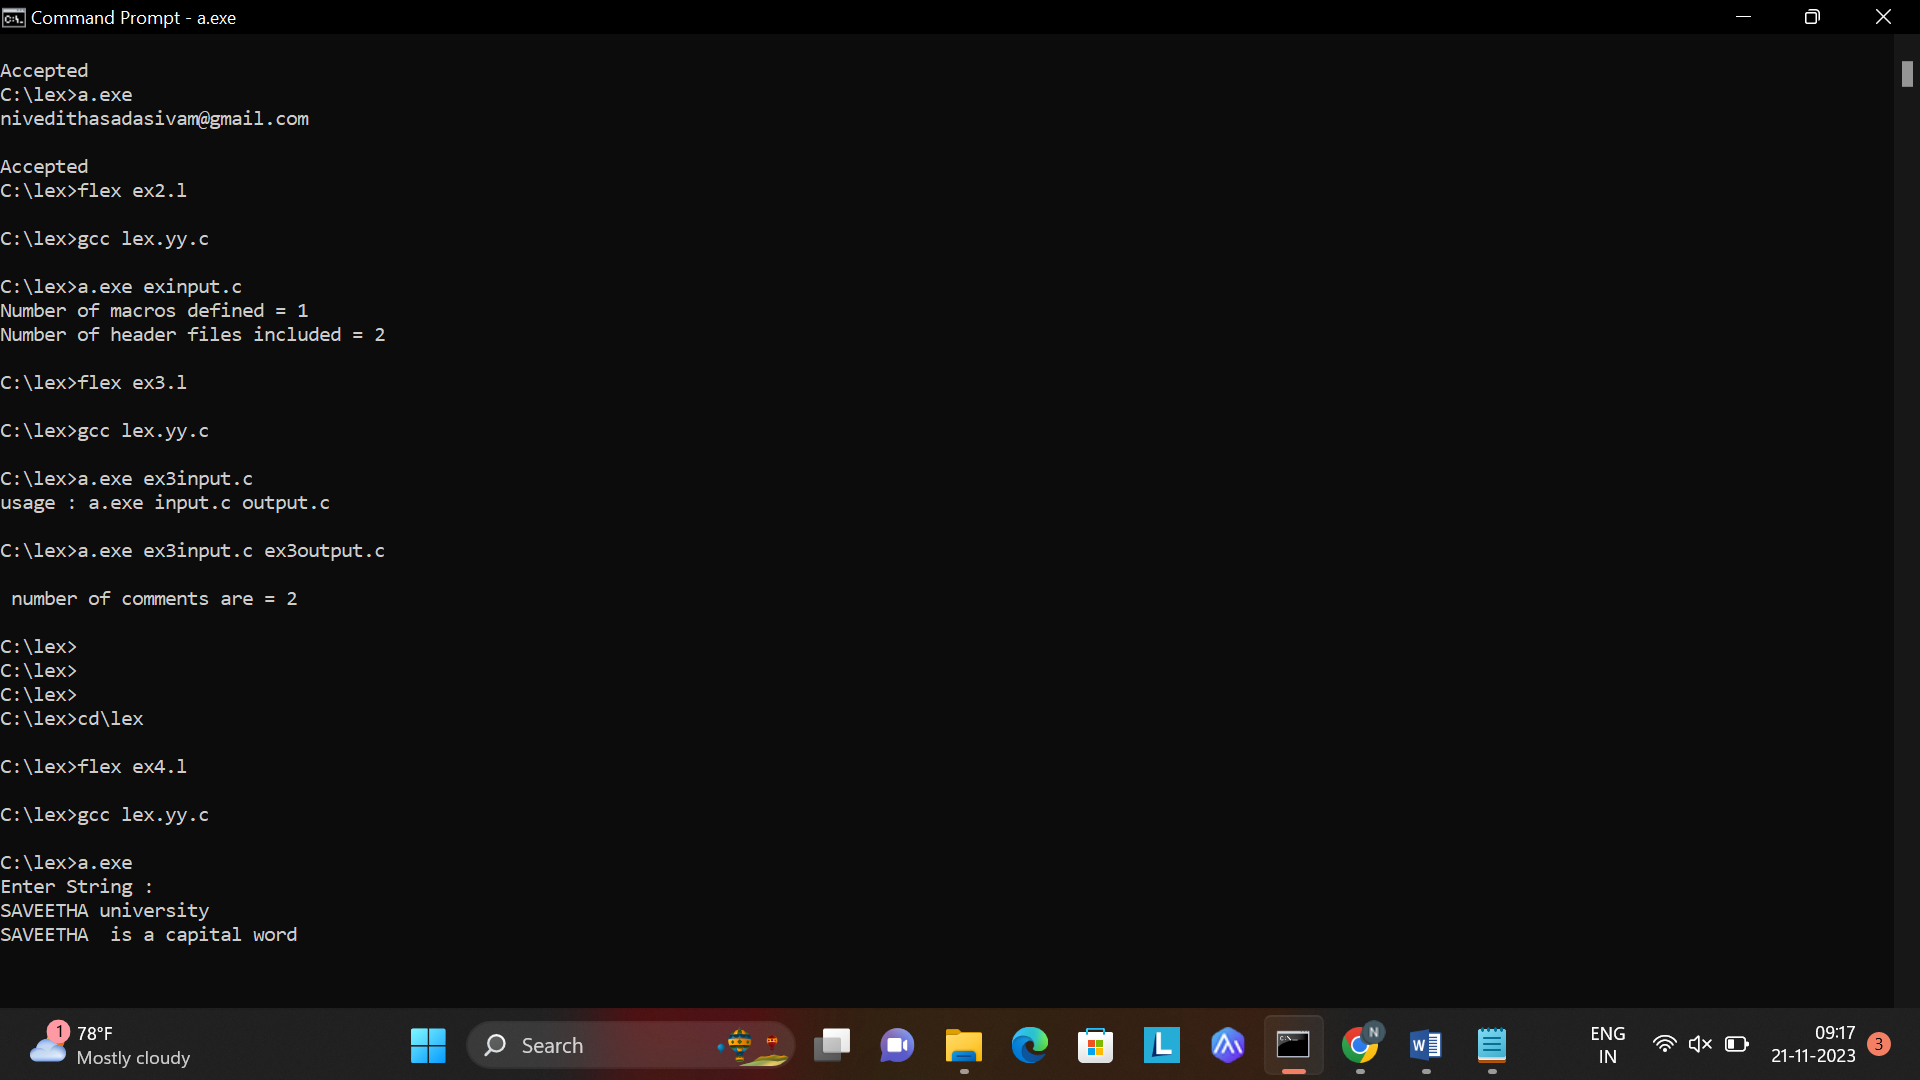 Command Prompt - a.exe
Accepted
C:\lex>a.exe
nivedithasadasivam@gmail.com
Accepted
C:\lex>flex ex2.l
C:\lex>gcc lex.yy.c
C:\lex>a.exe exinput.c
Number of macros defined = 1
Number of header files included = 2
C:\lex>flex ex3.l
C:\lex>gcc lex.yy.c
C:\lex>a.exe ex3input.c
usage : a.exe input.c output.c
C:\lex>a.exe ex3input.c ex3output.c
number of comments are = 2
C:\lex>
C:\lex>
C:\lex>
C:\lex>cd\lex
C:\lex>flex ex4.l
C:\lex>gcc lex.yy.c
C:\lex>a.exe
Enter String :
SAVEETHA university
SAVEETHA  is a capital word
1
78°F
Mostly cloudy
Search
L
N
W
ENG
IN
09:17
21-11-2023
3